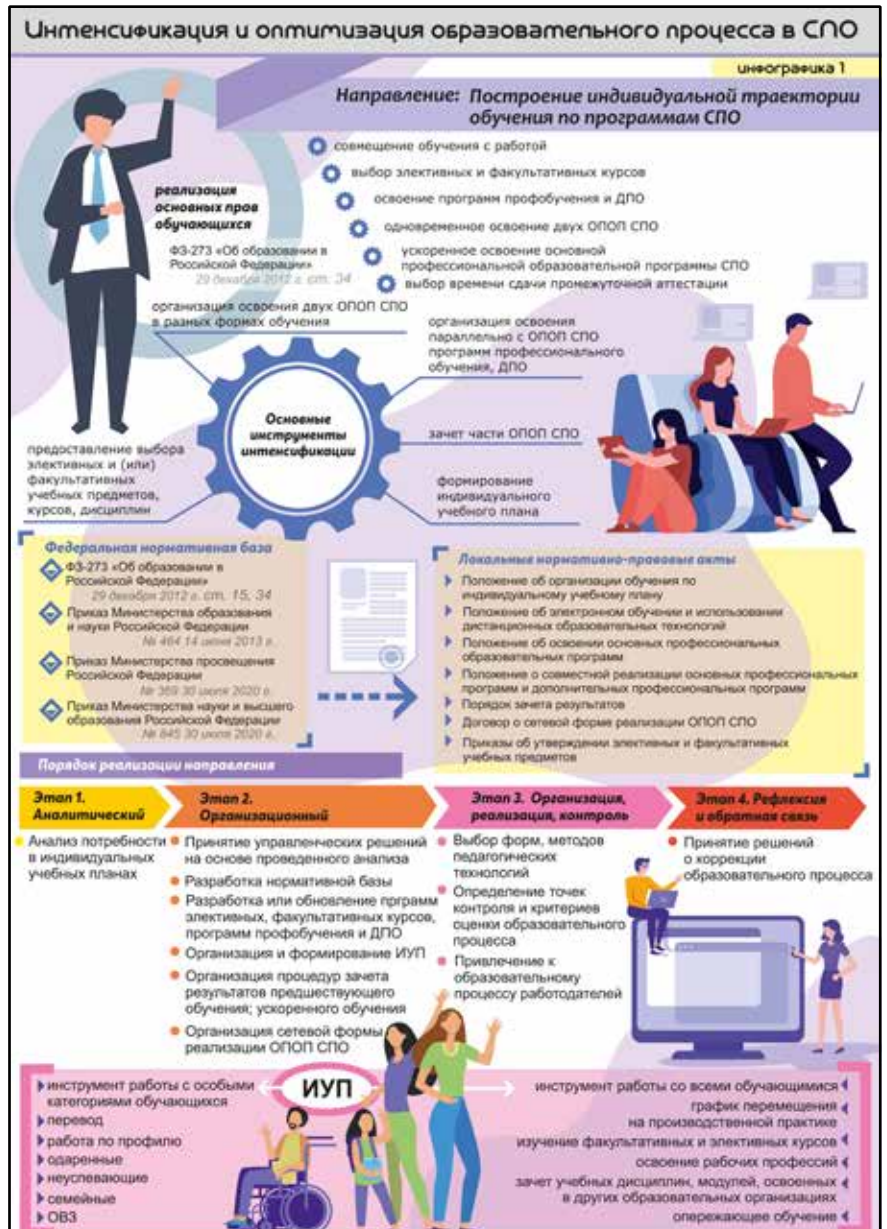 Интенсификация и оптимизация образовательного процесса в СПО
инфографика 1
Направление: Построение индивидуальной траектории
обучения по программам СПО
совмещение обучения с работой
выбор элективных и факультативных курсов
освоение программ профобучения и ДПО
одновременное освоение двух ОПОП СПО
ускоренное освоение основной
профессиональной образовательной программы СПО
выбор времени сдачи промежуточной аттестации
реализация
основных прав
обучающихся
ФЗ-273 «Об образовании в
Российской Федерации»
29 декабря 2012 г. ст. 34
организация освоения двух ОПОП СПО
в разных формах обучения
организация освоения
параллельно с ОПОП СПО
программ профессионального
обучения, ДПО
Основные
инструменты
интенсификации
зачет части ОПОП СПО
предоставление выбора
элективных и (или)
факультативных
учебных предметов,
курсов, дисциплин
формирование
индивидуального
учебного плана
Федеральная нормативная база
ФЗ-273 «Об образовании в
Российской Федерации»
29 декабря 2012 г. ст. 15, 34
Приказ Министерства образования
и науки Российской Федерации
№ 464 14 июня 2013 г.
Приказ Министерства просвещения
Российской Федерации
№ 369 30 июля 2020 г.
Приказ Министерства науки и высшего
образования Российской Федерации
№ 845 30 июля 2020 г.
Локальные нормативно-правовые акты
Положение об организации обучения по
индивидуальному учебному плану
Положение об электронном обучении и использовании
дистанционных образовательных технологий
Положение об освоении основных профессиональных
образовательных программ
Положение о совместной реализации основных профессиональных
программ и дополнительных профессиональных программ
Порядок зачета результатов
Договор о сетевой форме реализации ОПОП СПО
Приказы об утверждении элективных и факультативных
учебных предметов
Порядок реализации направления
Этап 1.
Аналитический
Анализ потребности
в индивидуальных
учебных планах
Этап 2.
Организационный
Принятие управленческих решений
на основе проведенного анализа
Разработка нормативной базы
Разработка или обновление прграмм
элективных, факультативных курсов,
программ профобучения и ДПО
Организация и формирование ИУП
Организация процедур зачета
результатов предшествующего
обучения; ускоренного обучения
Организация сетевой формы
реализации ОПОП СПО
Этап 3. Организация,
реализация, контроль
Выбор форм, методов
педагогических
технологий
Определение точек
контроля и критериев
оценки образовательного
процесса
Привлечение к
образовательному
процессу работодателей
Этап 4. Рефлексия
и обратная связь
Принятие решений
о коррекции
образовательного процесса
ИУП
инструмент работы с особыми
категориями обучающихся
перевод
работа по профилю
одаренные
неуспевающие
семейные
ОВЗ
инструмент работы со всеми обучающимися
график перемещения
на производственной практике
изучение факультативных и элективных курсов
освоение рабочих профессий
зачет учебных дисциплин, модулей, освоенных
в других образовательных организациях
опережающее обучение